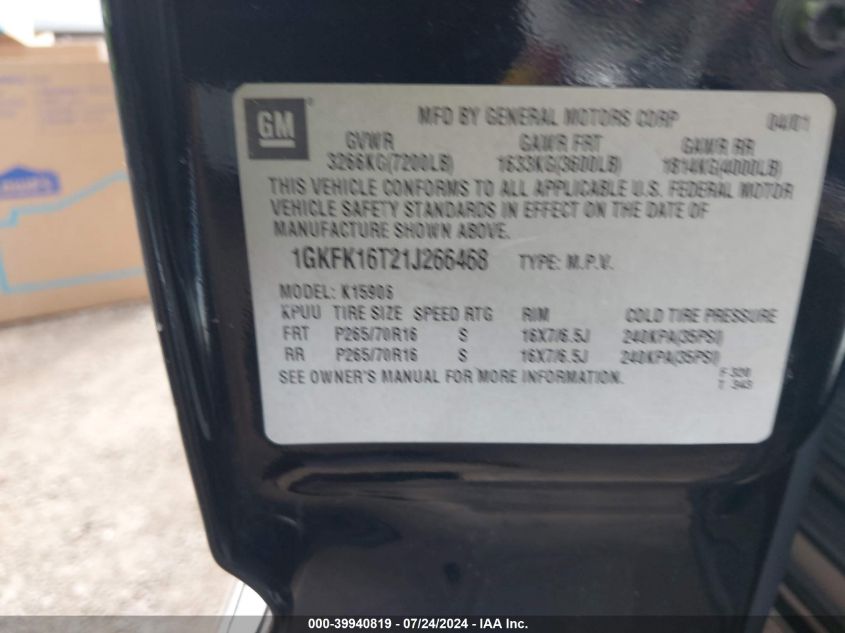 GM
MFD BY GENERAL MOTORS CORP 04/01
GVWR GAWR FRT GAWR RR
3266KG(7200LB) 1633KG(3600LB) 1814KG(4000LB)
THIS VEHICLE CONFORMS TO ALL APPLICABLE U.S. FEDERAL MOTOR
VEHICLE SAFETY STANDARDS IN EFFECT ON THE DATE OF
MANUFACTURE SHOWN ABOVE.
1GKFK16T21J266468 TYPE: M.P.V.
MODEL: K15906
KPUU TIRE SIZE SPEED RTG RIM COLD TIRE PRESSURE
FRT P265/70R16 S 16X7/6.5J 240KPA(35PSI)
RR P265/70R16 S 16X7/6.5J 240KPA(35PSI)
SEE OWNER'S MANUAL FOR MORE INFORMATION.
F 320
T 343
000-39940819 / 07/24/2024 - IAA Inc.